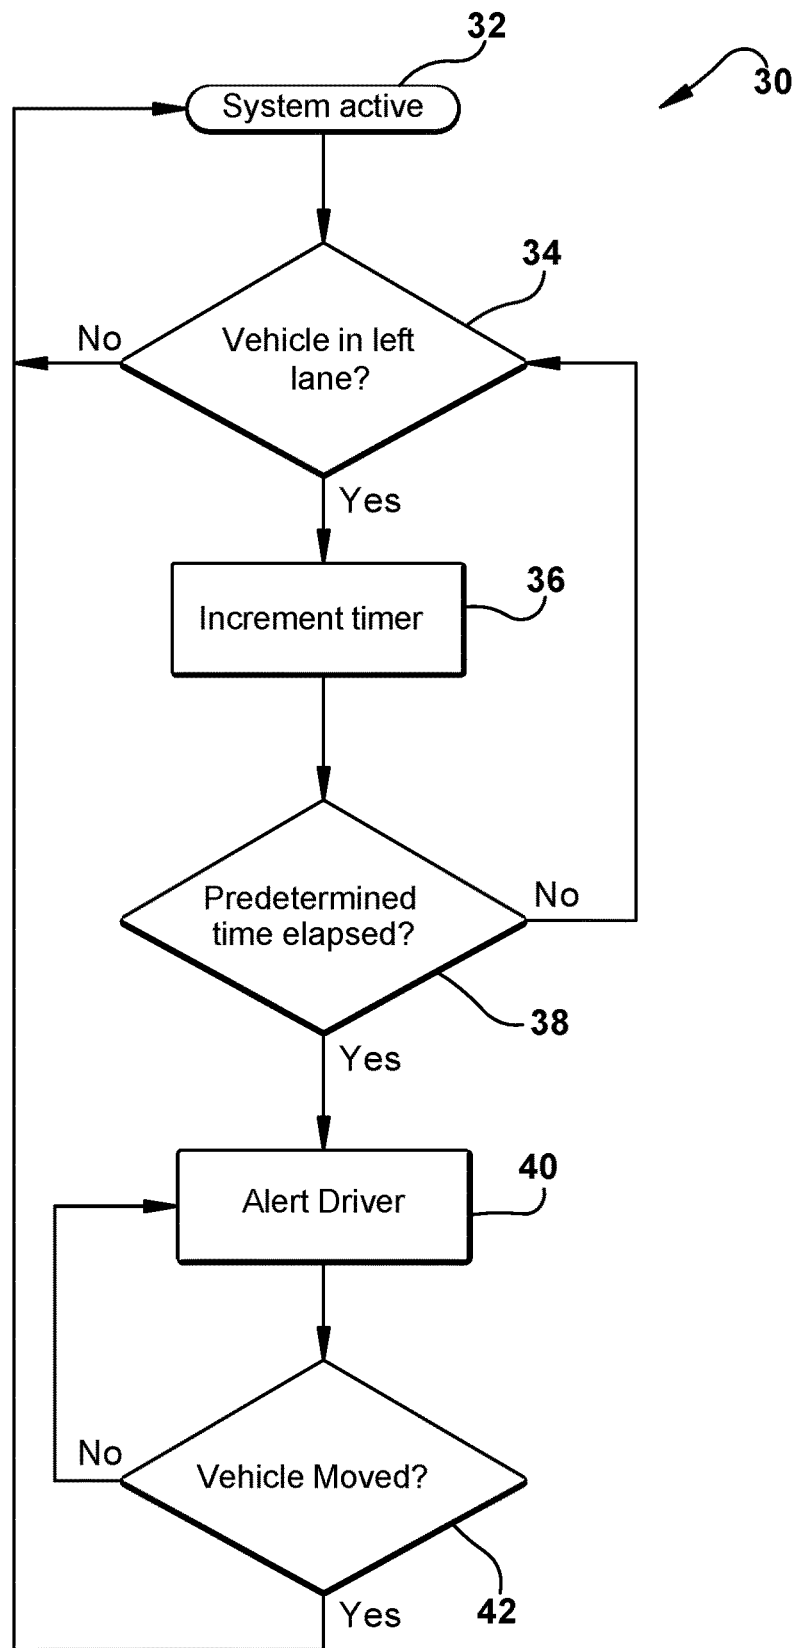 32
30
System active
34
No
Vehicle in left
lane?
Yes
36
Increment timer
Predetermined
time elapsed?
No
38
Yes
40
Alert Driver
No
Vehicle Moved?
42
Yes